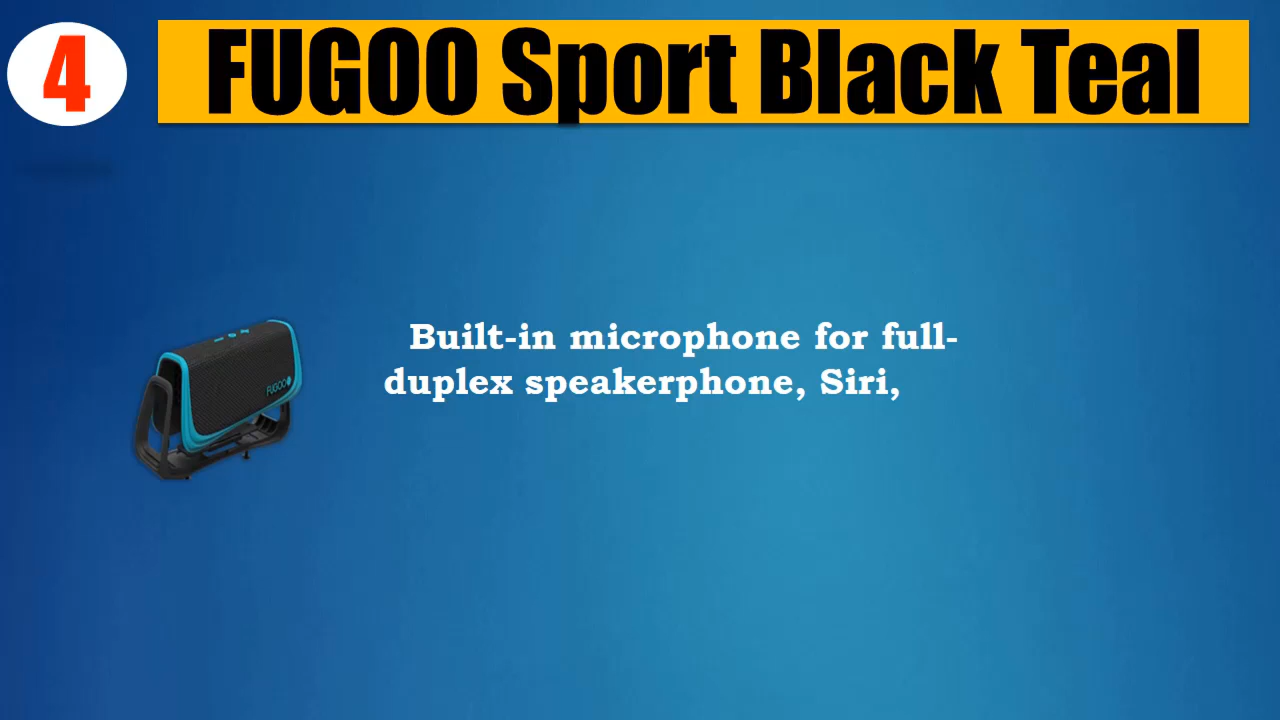 4
FUGOO Sport Black Teal
Built-in microphone for full-
duplex speakerphone, Siri,
FUGOO